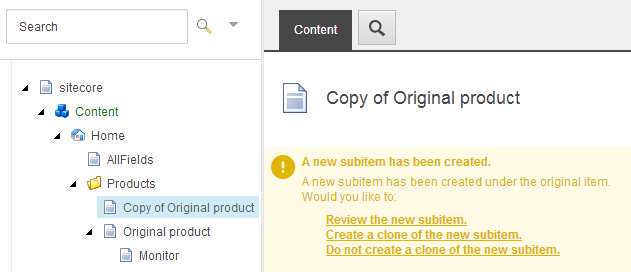 Search
sitecore
Content
Home
AllFields
Products
Copy of Original product
Original product
Monitor
Content
Copy of Original product
A new subitem has been created.
A new subitem has been created under the original item.
Would you like to:
Review the new subitem.
Create a clone of the new subitem.
Do not create a clone of the new subitem.